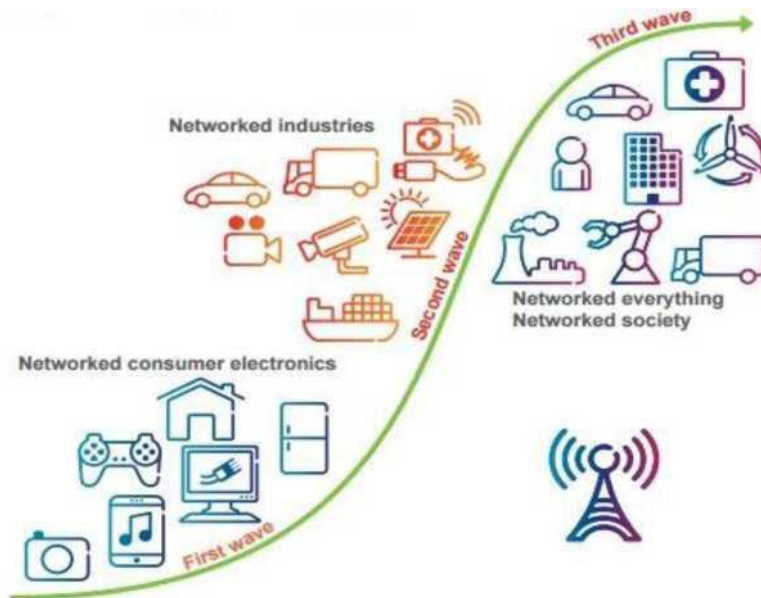 Third wave
Networked industries
Second wave
Networked everything
Networked society
Networked consumer electronics
First wave